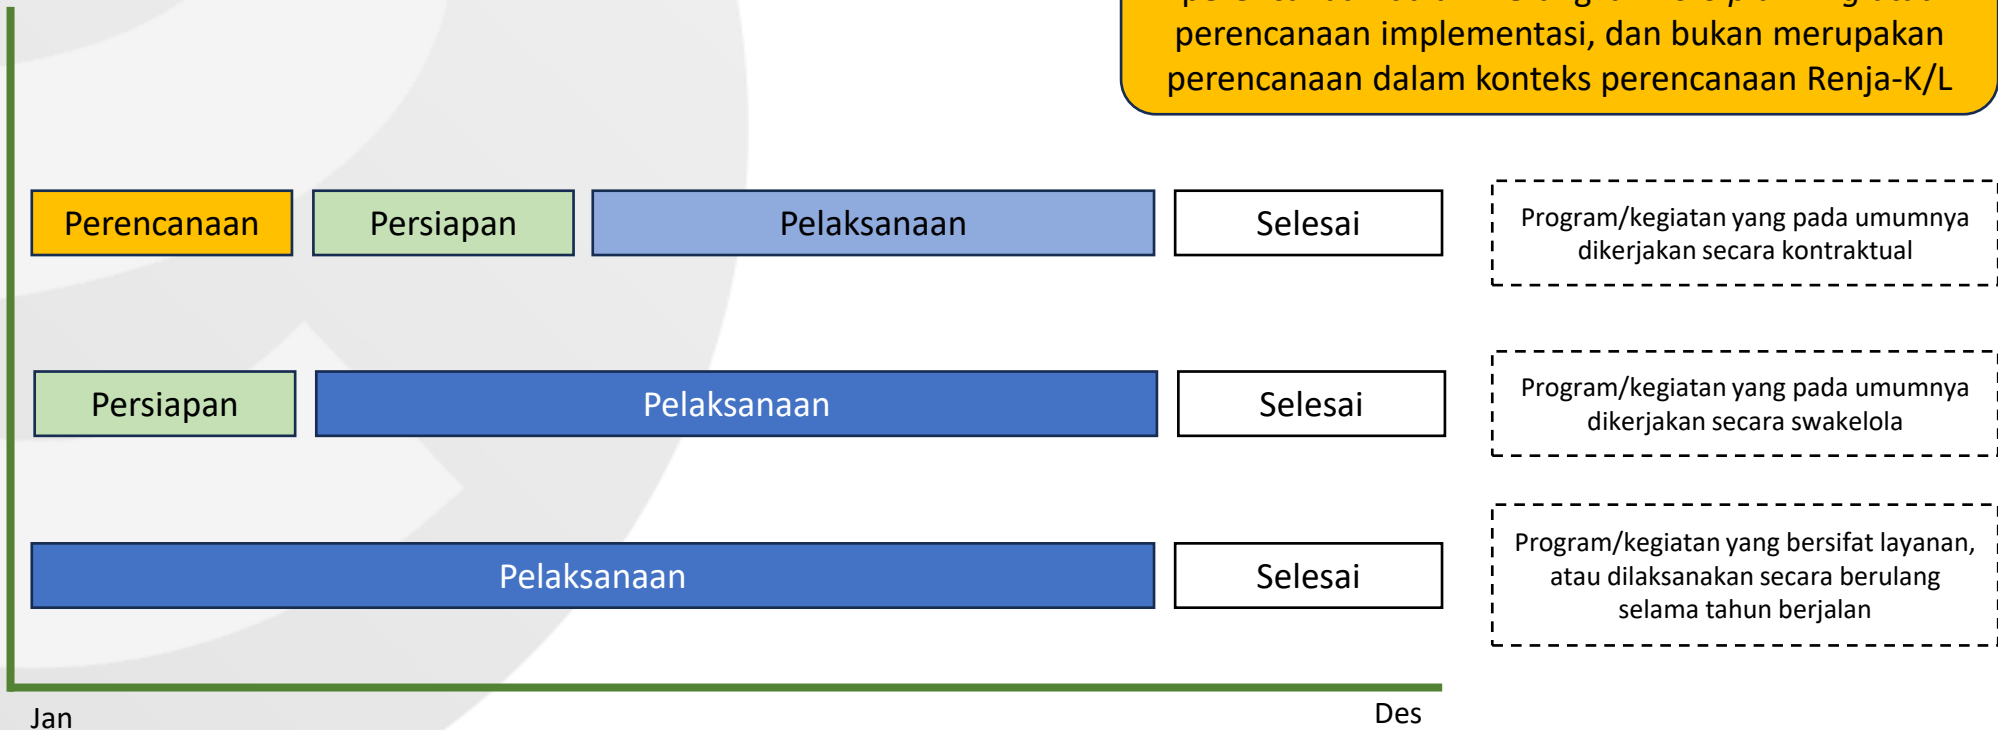 perencanaan implementasi, dan bukan merupakan
perencanaan dalam konteks perencanaan Renja-K/L
Perencanaan
Persiapan
Pelaksanaan
Selesai
Program/kegiatan yang pada umumnya
dikerjakan secara kontraktual
Persiapan
Pelaksanaan
Selesai
Program/kegiatan yang pada umumnya
dikerjakan secara swakelola
Pelaksanaan
Selesai
Program/kegiatan yang bersifat layanan,
atau dilaksanakan secara berulang
selama tahun berjalan
Jan
Des